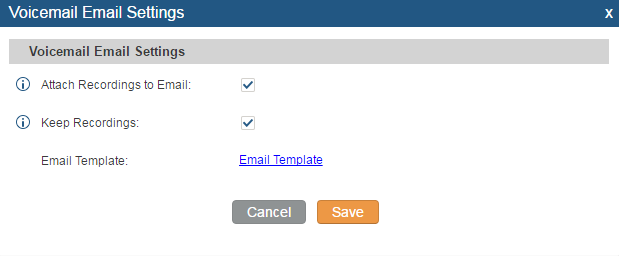 Voicemail Email Settings x
Voicemail Email Settings
Attach Recordings to Email:
Keep Recordings:
Email Template: Email Template
Cancel Save